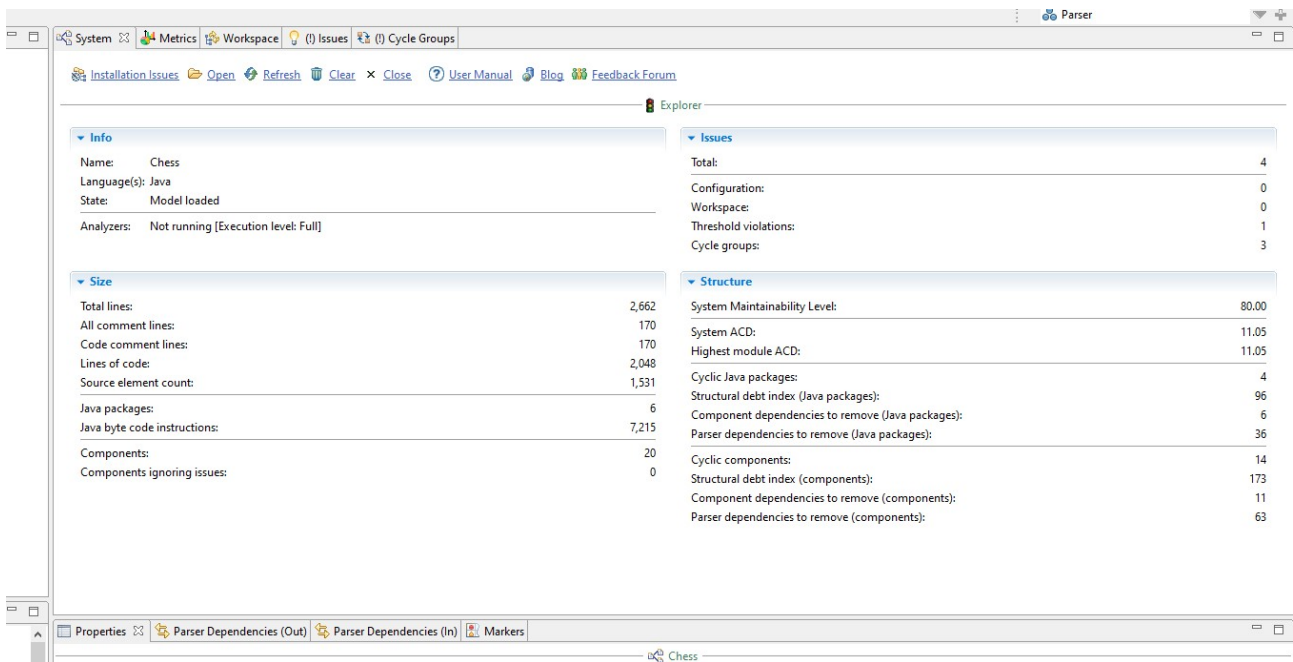 Parser
System Metrics Workspace (!) Issues (!) Cycle Groups
Installation Issues Open Refresh Clear Close User Manual Blog Feedback Forum
Explorer
Info
Name: Chess
Language(s): Java
State: Model loaded
Analyzers: Not running [Execution level: Full]
Issues
Total: 4
Configuration: 0
Workspace: 0
Threshold violations: 1
Cycle groups: 3
Size
Total lines: 2,662
All comment lines: 170
Code comment lines: 170
Lines of code: 2,048
Source element count: 1,531
Java packages: 6
Java byte code instructions: 7,215
Components: 20
Components ignoring issues: 0
Structure
System Maintainability Level: 80.00
System ACD: 11.05
Highest module ACD: 11.05
Cyclic Java packages: 4
Structural debt index (Java packages): 96
Component dependencies to remove (Java packages): 6
Parser dependencies to remove (Java packages): 36
Cyclic components: 14
Structural debt index (components): 173
Component dependencies to remove (components): 11
Parser dependencies to remove (components): 63
Properties Parser Dependencies (Out) Parser Dependencies (In) Markers
Chess